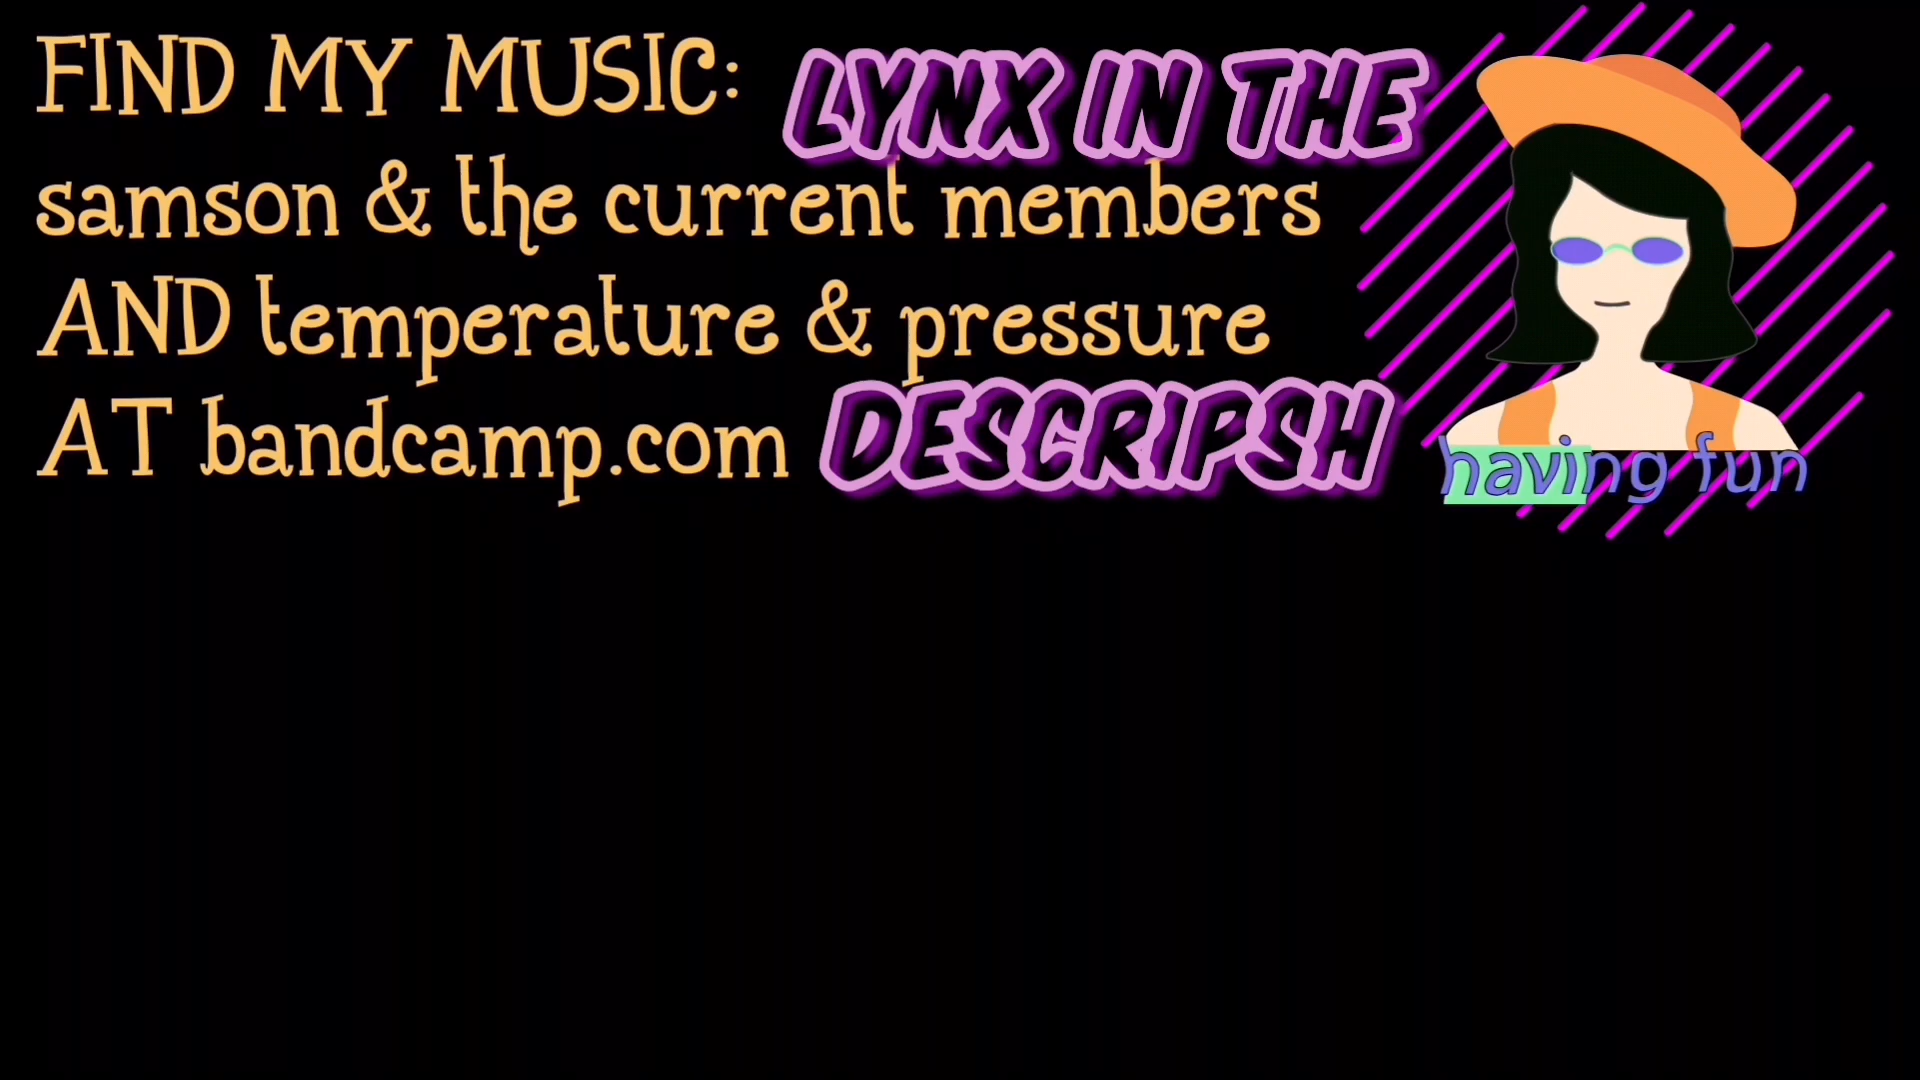 FIND MY MUSIC: LYNX IN THE
samson & the current members
AND temperature & pressure
AT bandcamp.com DESCRIPSH
having fun